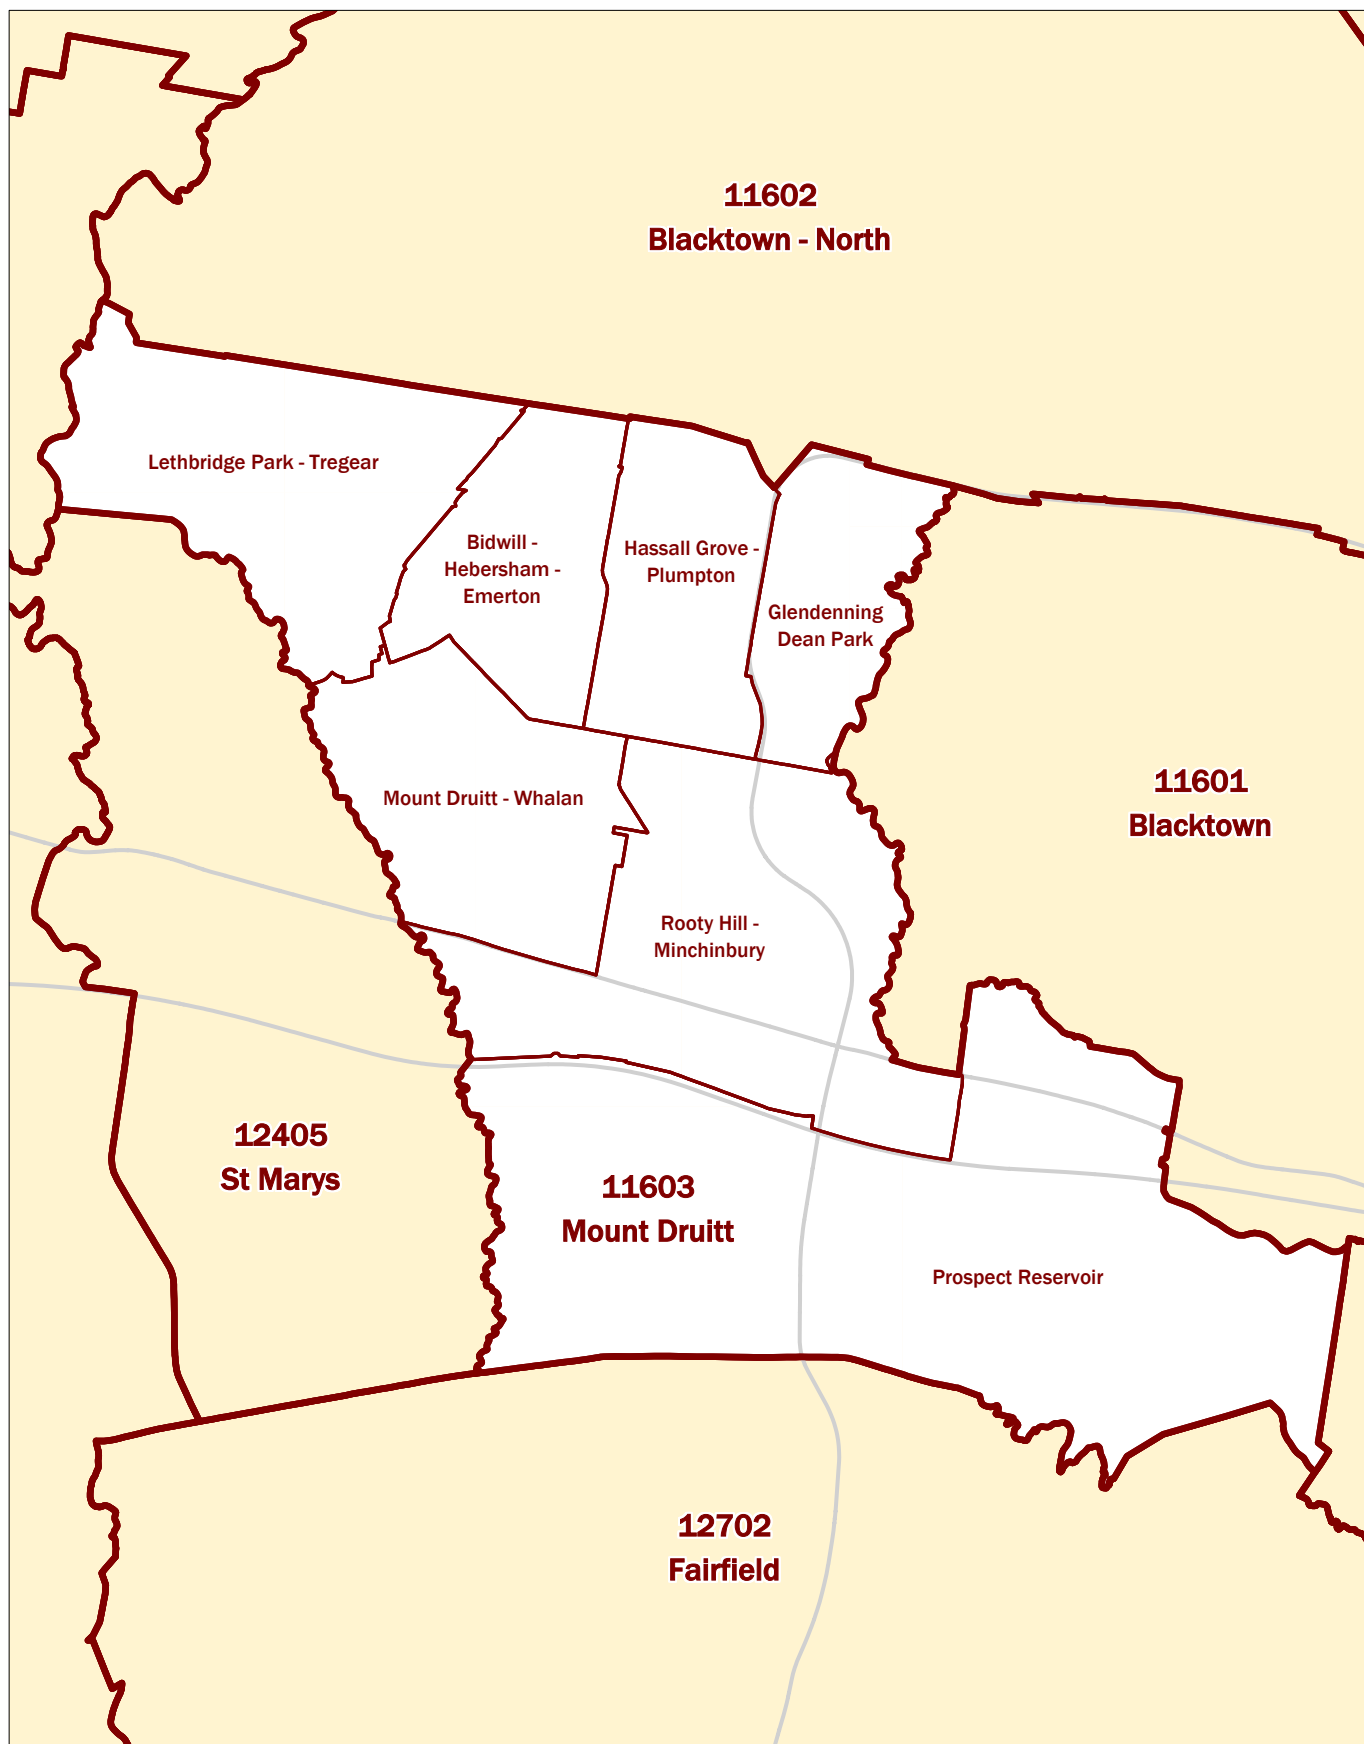 11602
Blacktown - North
Lethbridge Park - Tregear
Bidwill -
Hebersham -
Emerton
Hassall Grove -
Plumpton
Glendenning
Dean Park
11601
Blacktown
Mount Druitt - Whalan
Rooty Hill -
Minchinbury
12405
St Marys
11603
Mount Druitt
Prospect Reservoir
12702
Fairfield